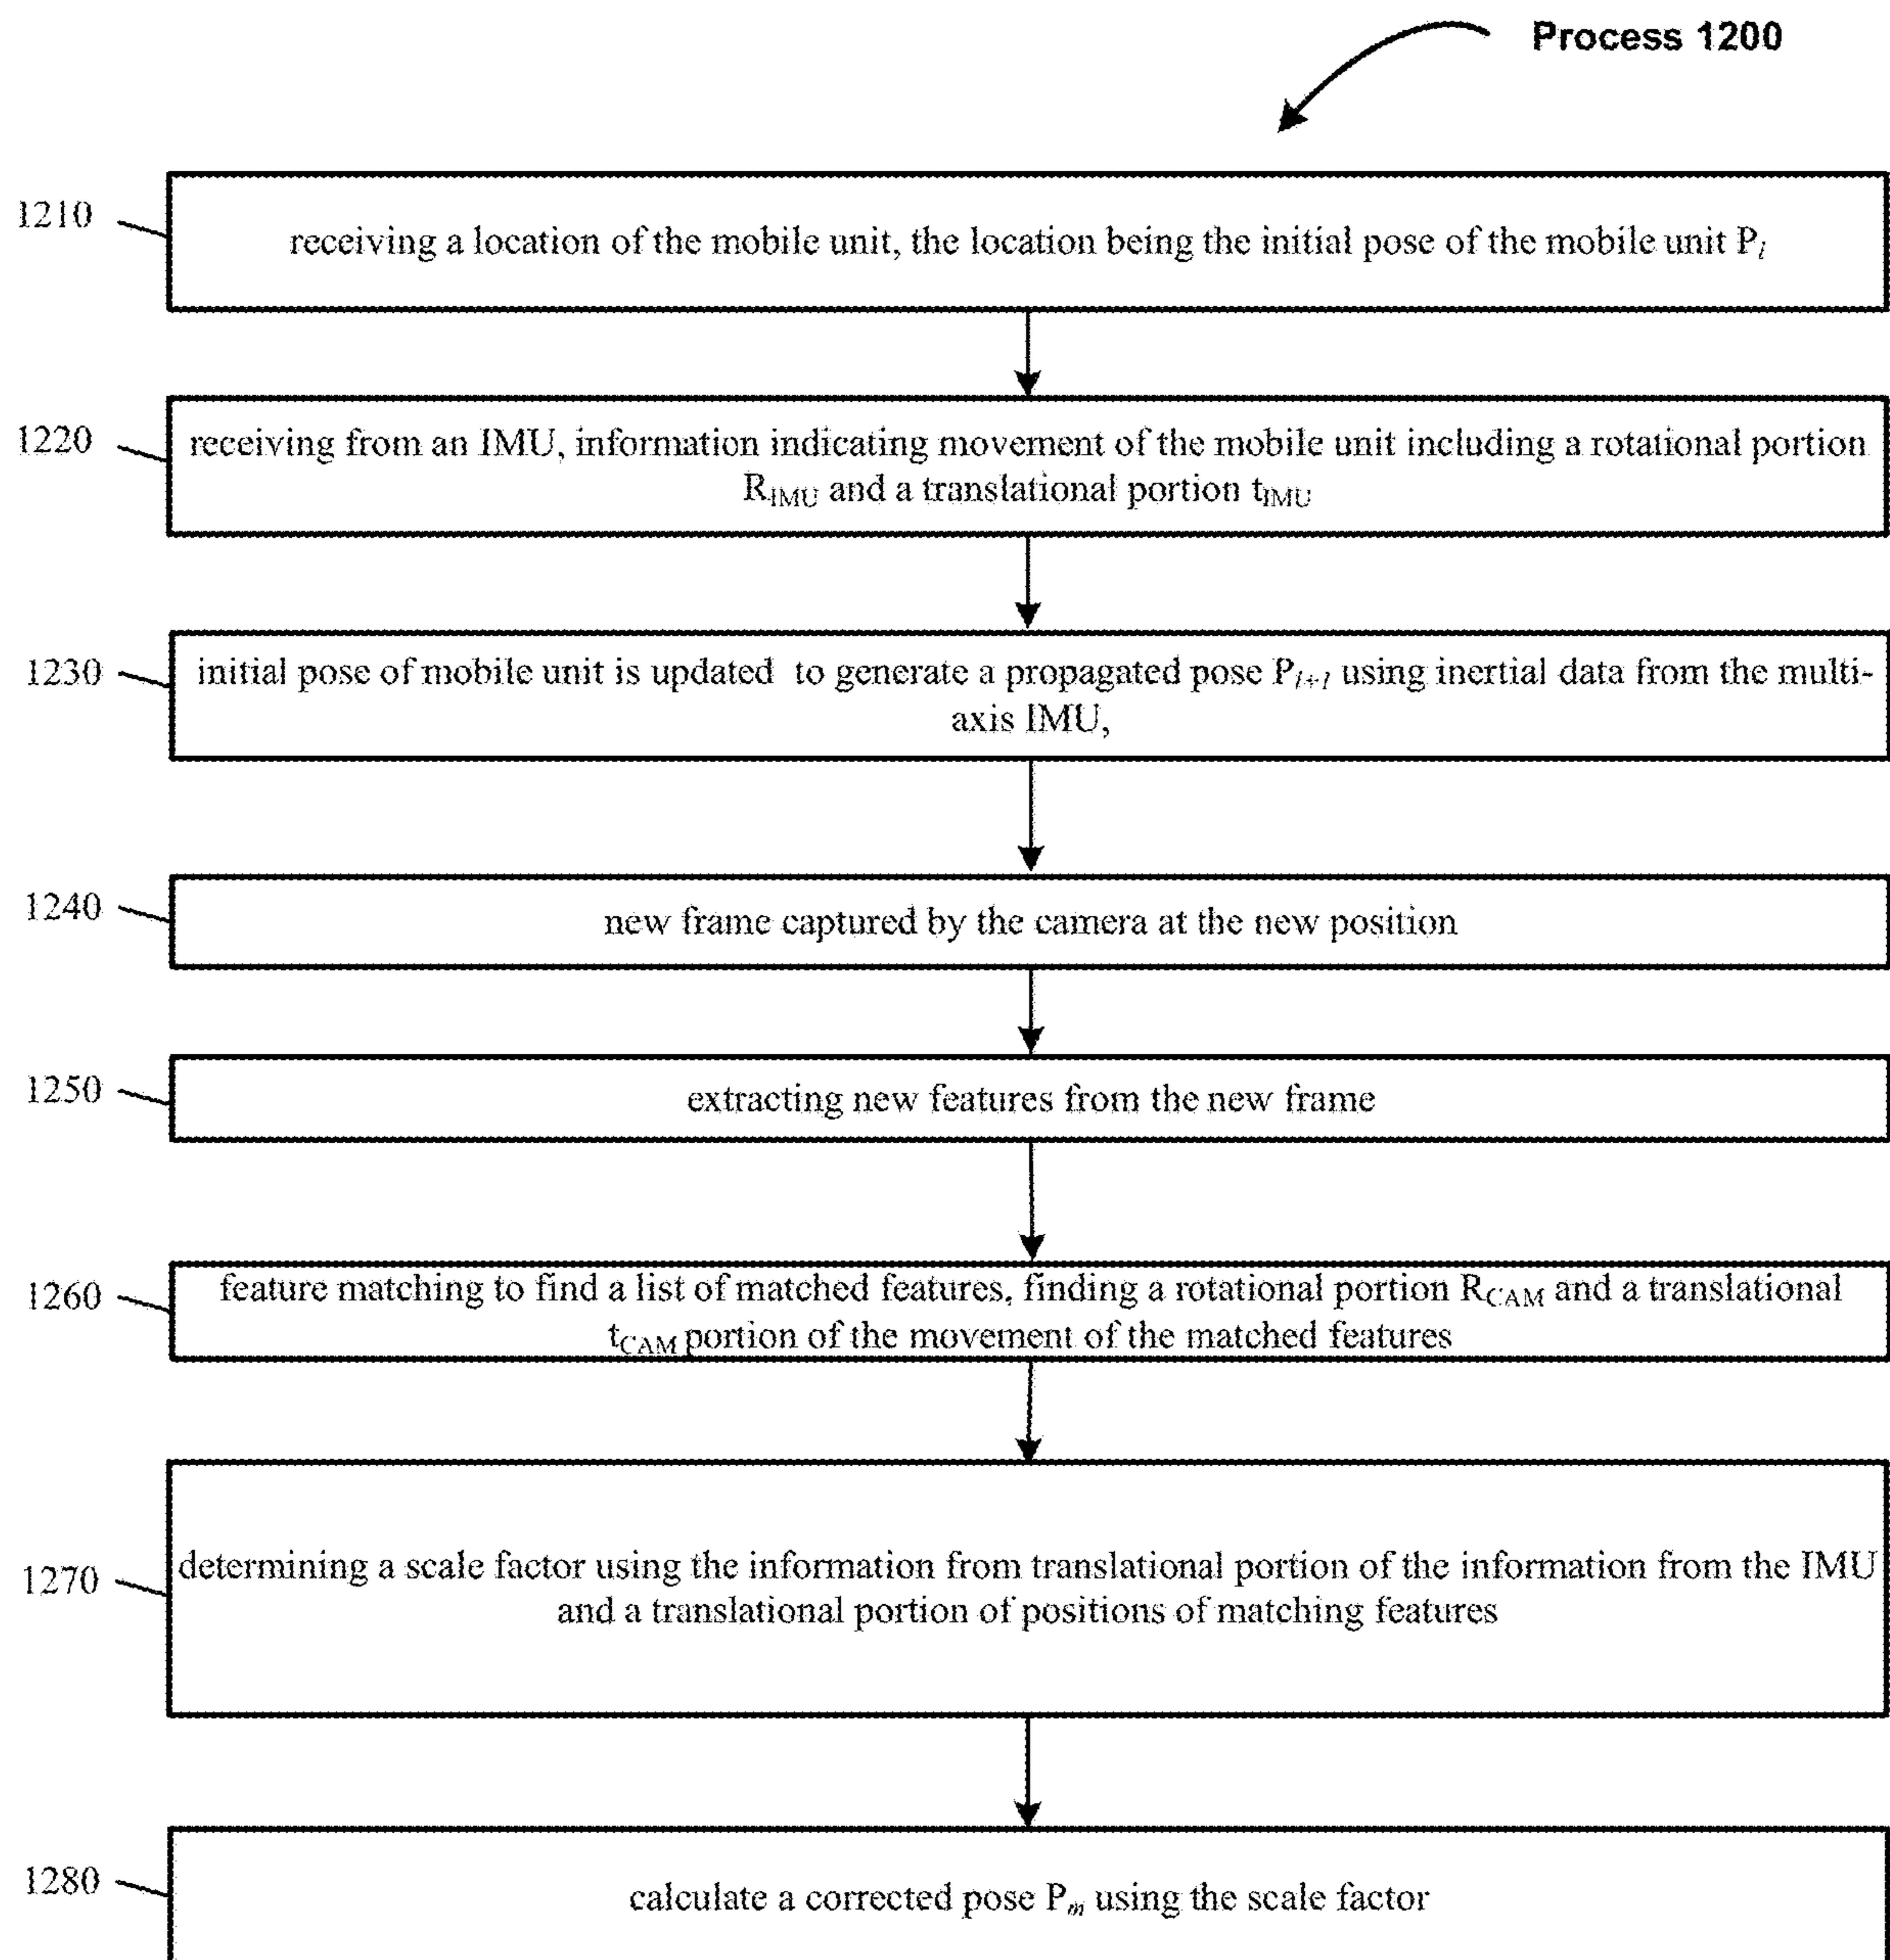 Process 1200
1210
receiving a location of the mobile unit, the location being the initial pose of the mobile unit Pl
1220
receiving from an IMU, information indicating movement of the mobile unit including a rotational portion
RIMU and a translational portion tIMU
1230
initial pose of mobile unit is updated to generate a propagated pose Pl+1 using inertial data from the multi-
axis IMU,
1240
new frame captured by the camera at the new position
1250
extracting new features from the new frame
1260
feature matching to find a list of matched features, finding a rotational portion RCAM and a translational
tCAM portion of the movement of the matched features
1270
determining a scale factor using the information from translational portion of the information from the IMU
and a translational portion of positions of matching features
1280
calculate a corrected pose Pm using the scale factor